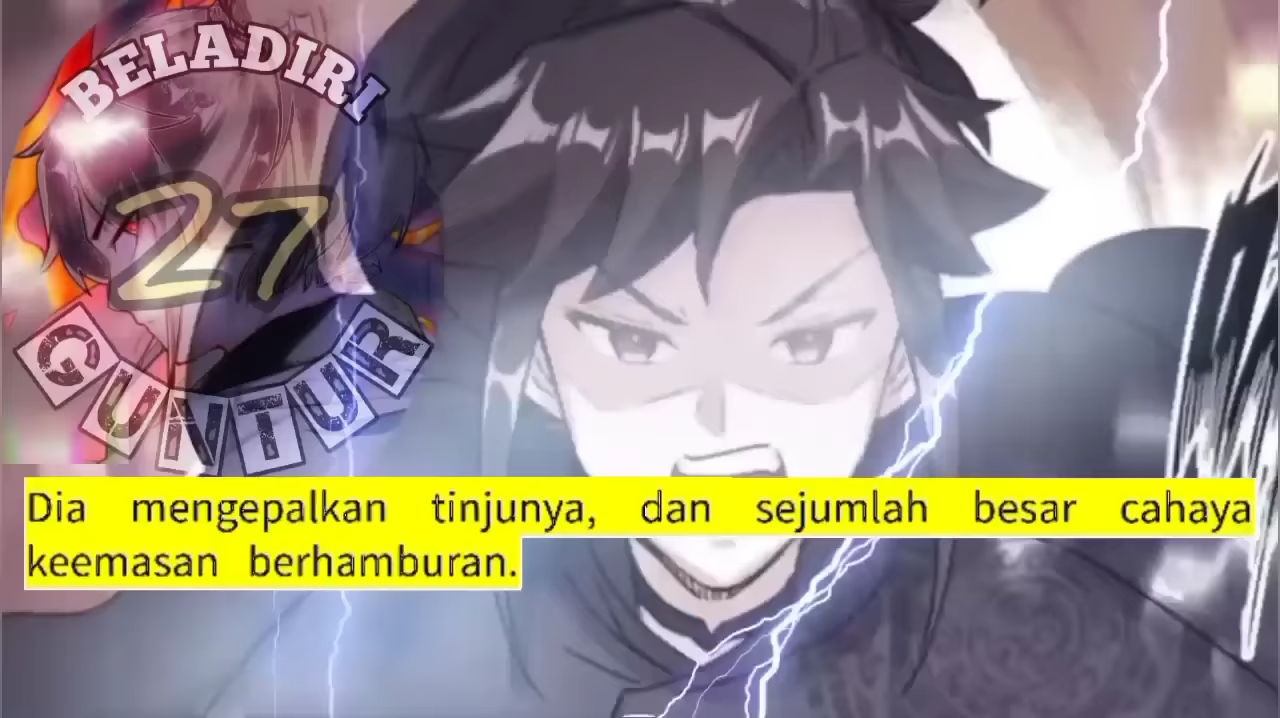 BELADIRI
27
GUNTUR
Dia mengepalkan tinjunya, dan sejumlah besar cahaya
keemasan berhamburan.